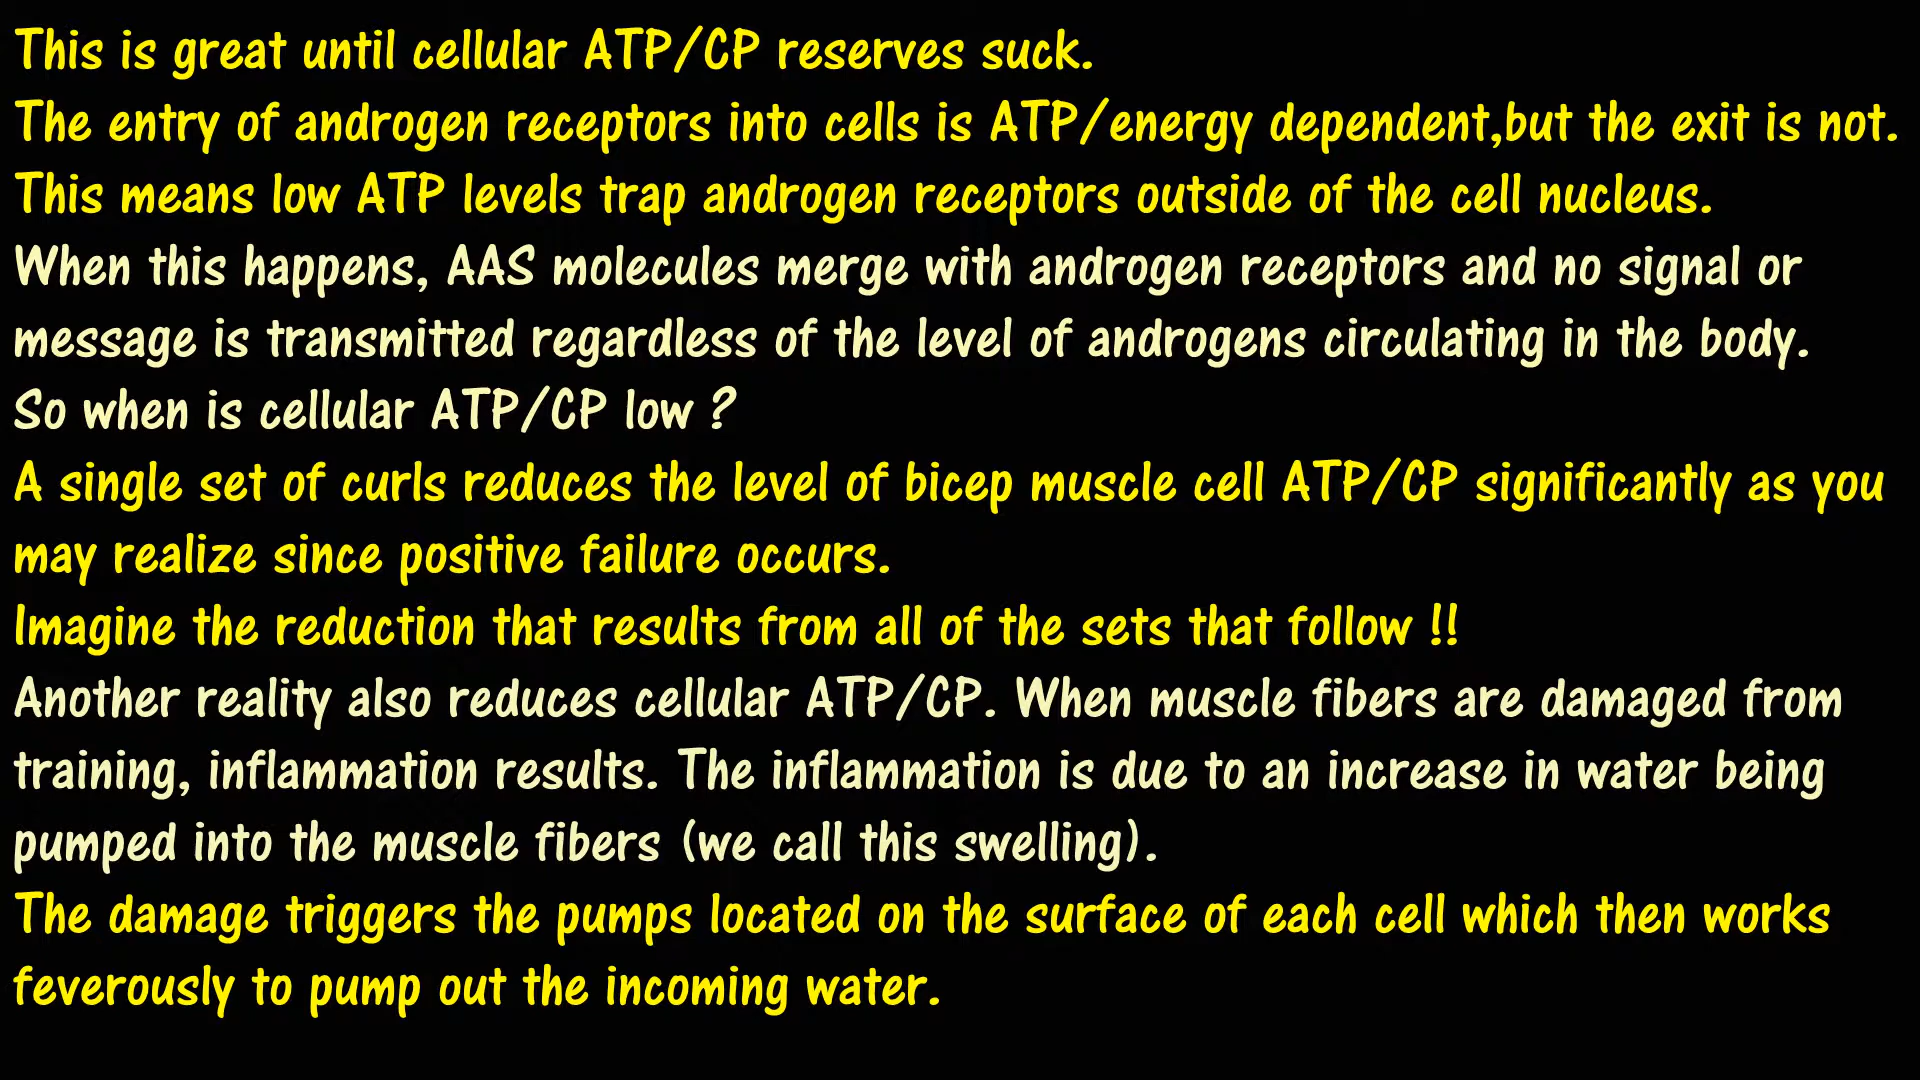 This is great until cellular ATP/CP reserves suck.
The entry of androgen receptors into cells is ATP/energy dependent,but the exit is not.
This means low ATP levels trap androgen receptors outside of the cell nucleus.
When this happens, AAS molecules merge with androgen receptors and no signal or
message is transmitted regardless of the level of androgens circulating in the body.
So when is cellular ATP/CP low ?
A single set of curls reduces the level of bicep muscle cell ATP/CP significantly as you
may realize since positive failure occurs.
Imagine the reduction that results from all of the sets that follow !!
Another reality also reduces cellular ATP/CP. When muscle fibers are damaged from
training, inflammation results. The inflammation is due to an increase in water being
pumped into the muscle fibers (we call this swelling).
The damage triggers the pumps located on the surface of each cell which then works
feverously to pump out the incoming water.